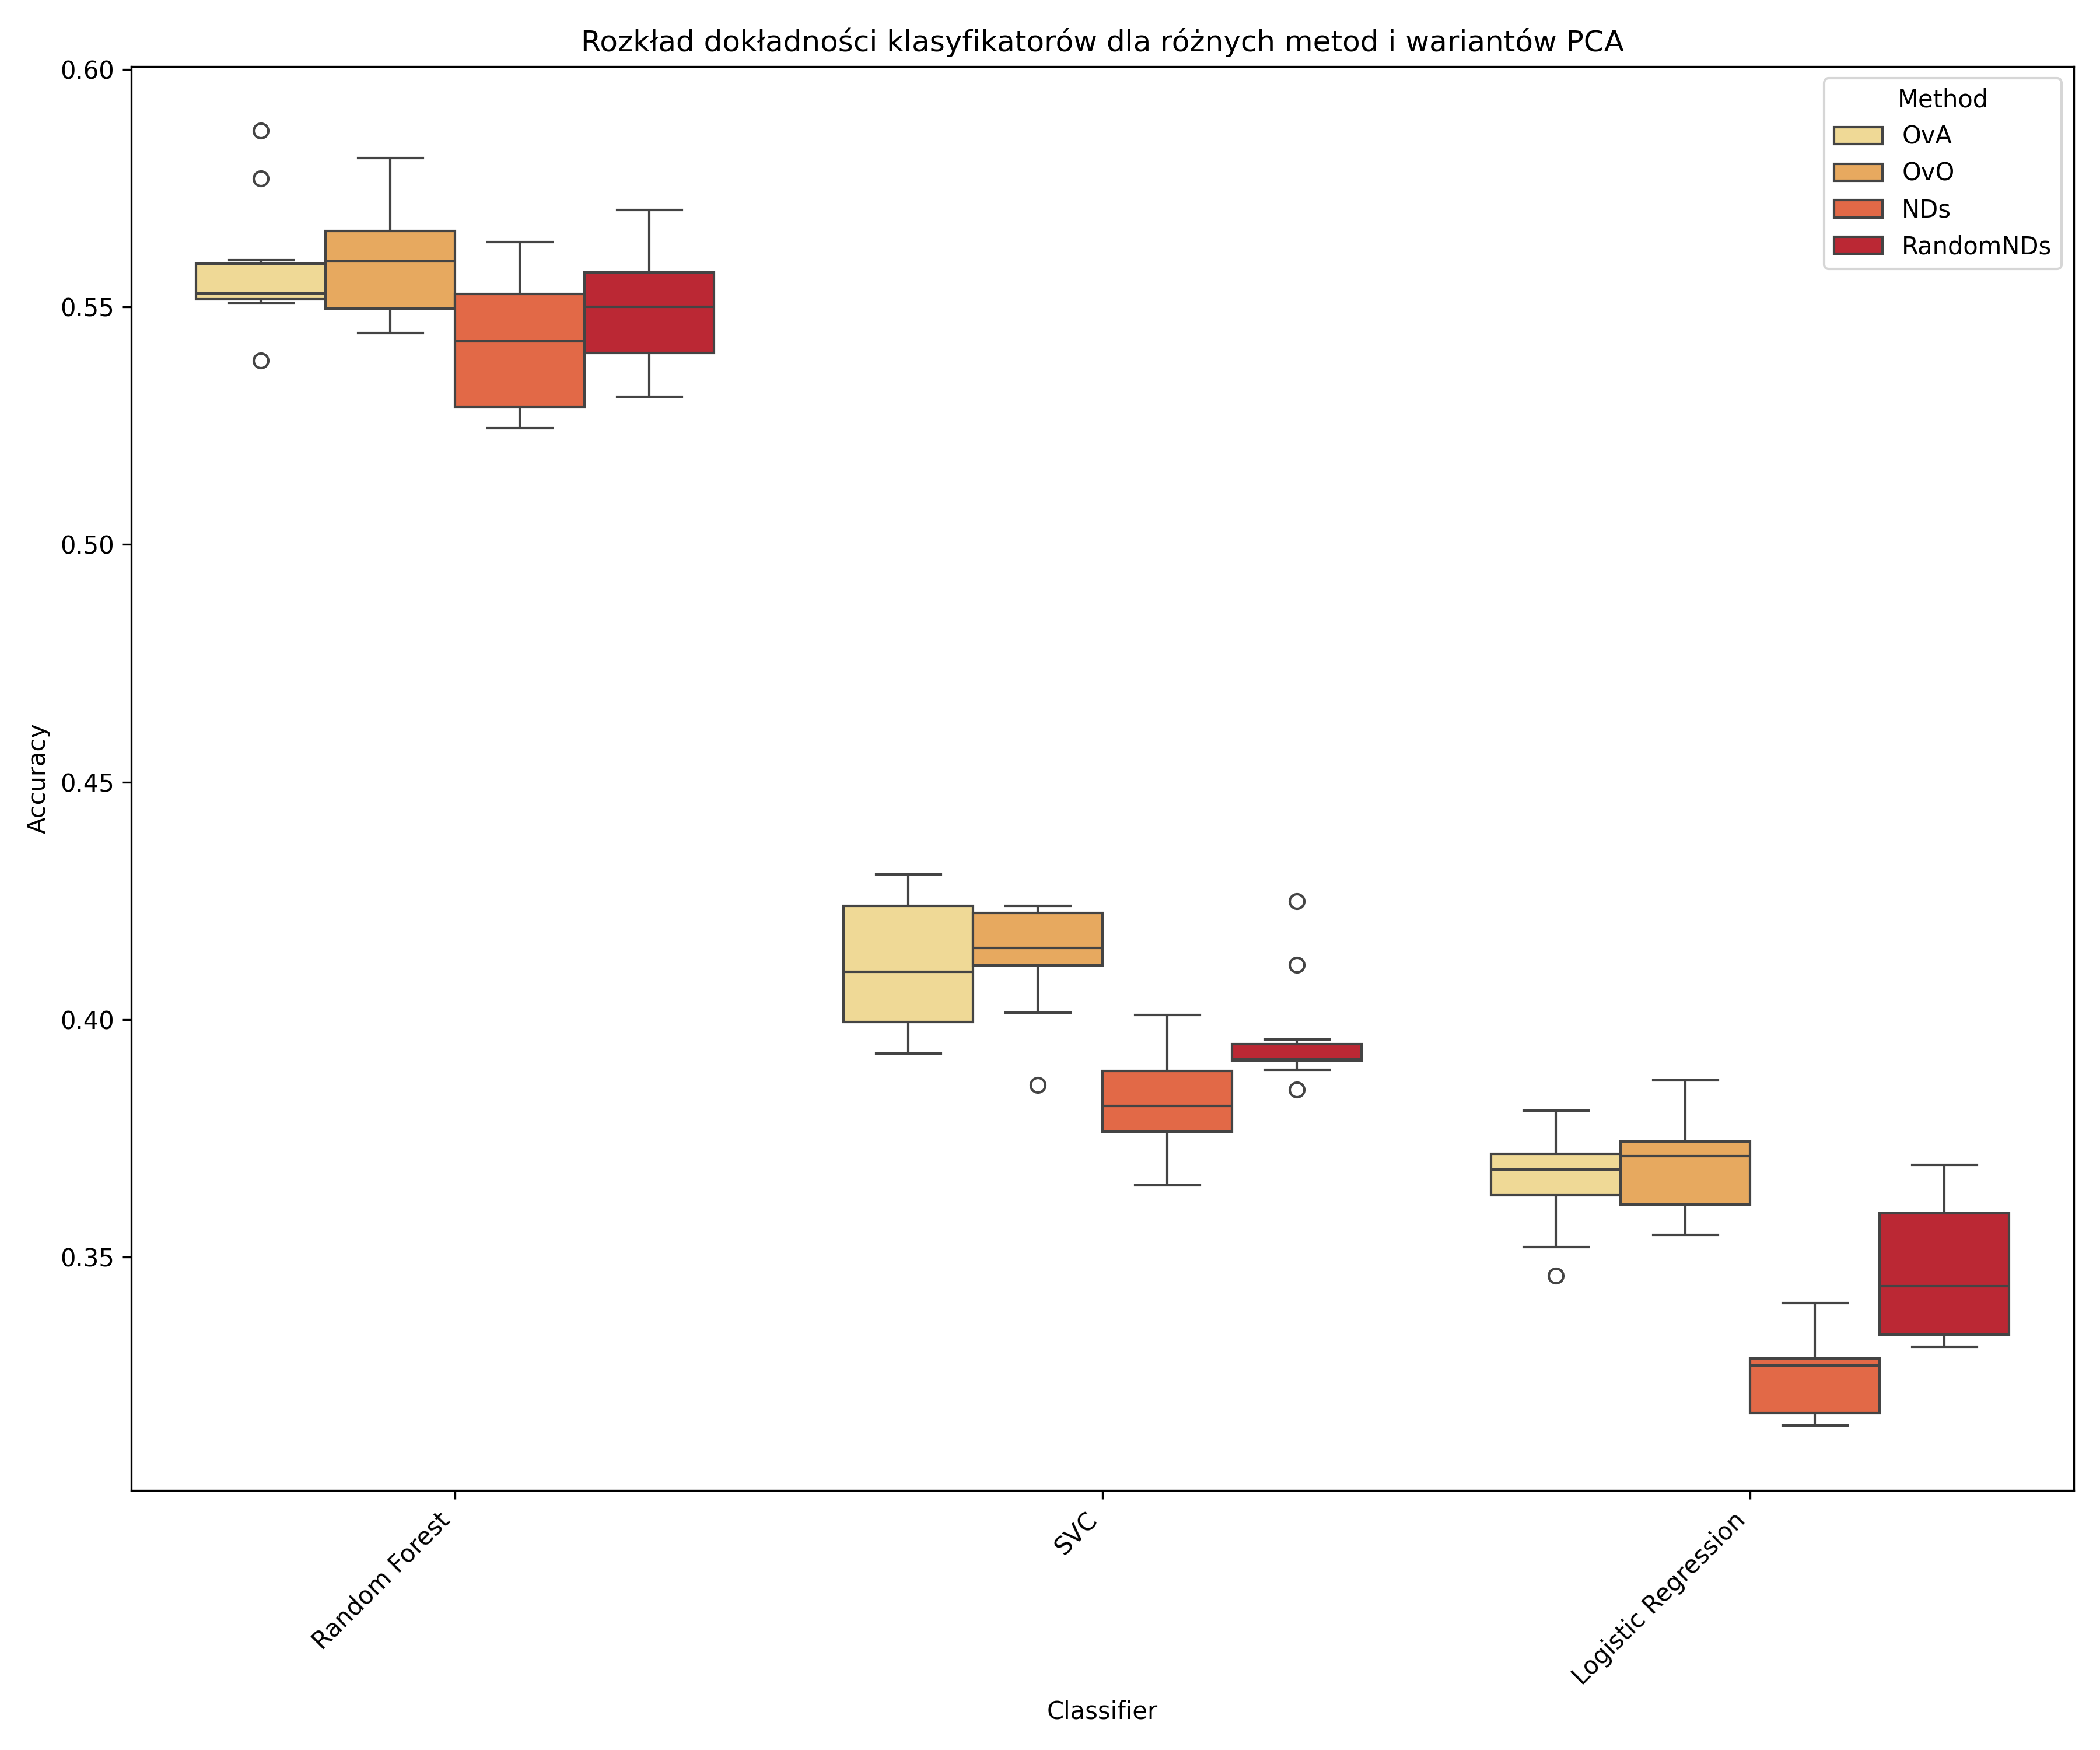 Rozkład dokładności klasyfikatorów dla różnych metod i wariantów PCA
0.60
0.55
0.50
0.45
0.40
0.35
Accuracy
Method
OvA
OvO
NDs
RandomNDs
Random Forest
SVC
Logistic Regression
Classifier